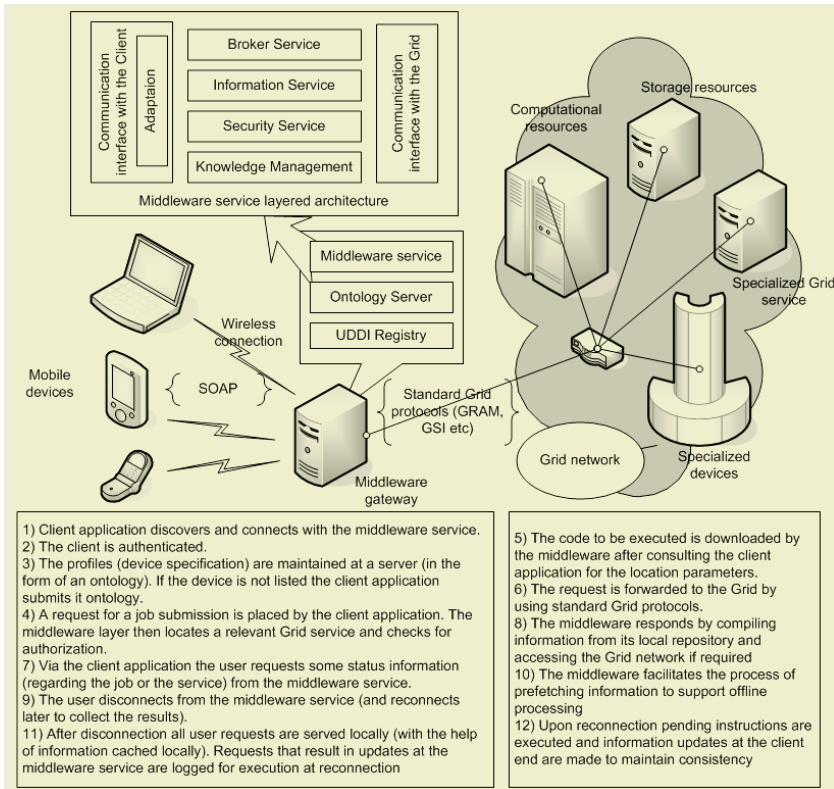 Communication
interface with the Client
Adaptaion
Broker Service
Information Service
Security Service
Knowledge Management
Communication
interface with the Grid
Middleware service layered architecture
Storage resources
Computational
resources
Specialized Grid
service
Middleware service
Ontology Server
UDDI Registry
Wireless
connection
Mobile
devices
SOAP
Standard Grid
protocols (GRAM,
GSI etc)
Middleware
gateway
Grid network
Specialized
devices
1) Client application discovers and connects with the middleware service.
2) The client is authenticated.
3) The profiles (device specification) are maintained at a server (in the
form of an ontology). If the device is not listed the client application
submits it ontology.
4) A request for a job submission is placed by the client application. The
middleware layer then locates a relevant Grid service and checks for
authorization.
7) Via the client application the user requests some status information
(regarding the job or the service) from the middleware service.
9) The user disconnects from the middleware service (and reconnects
later to collect the results).
11) After disconnection all user requests are served locally (with the help
of information cached locally). Requests that result in updates at the
middleware service are logged for execution at reconnection
5) The code to be executed is downloaded by
the middleware after consulting the client
application for the location parameters.
6) The request is forwarded to the Grid by
using standard Grid protocols.
8) The middleware responds by compiling
information from its local repository and
accessing the Grid network if required
10) The middleware facilitates the process of
prefetching information to support offline
processing
12) Upon reconnection pending instructions are
executed and information updates at the client
end are made to maintain consistency